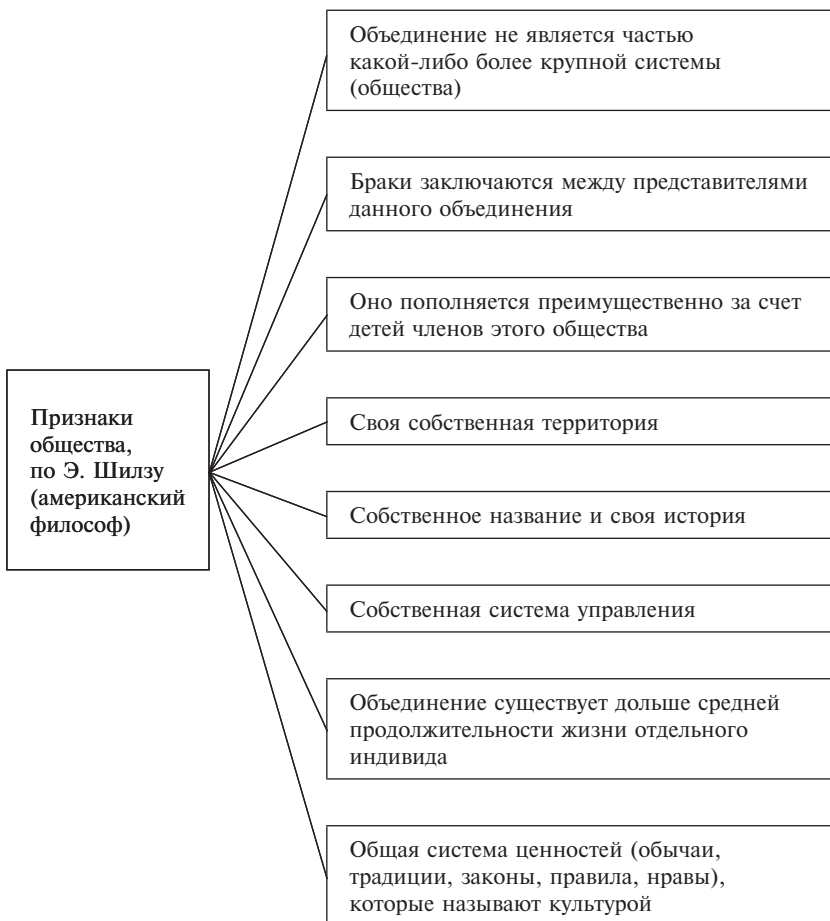 Признаки
общества,
по Э. Шилзу
(американский
философ)
Объединение не является частью
какой-либо более крупной системы
(общества)
Браки заключаются между представителями
данного объединения
Оно пополняется преимущественно за счет
детей членов этого общества
Своя собственная территория
Собственное название и своя история
Собственная система управления
Объединение существует дольше средней
продолжительности жизни отдельного
индивида
Общая система ценностей (обычаи,
традиции, законы, правила, нравы),
которые называют культурой